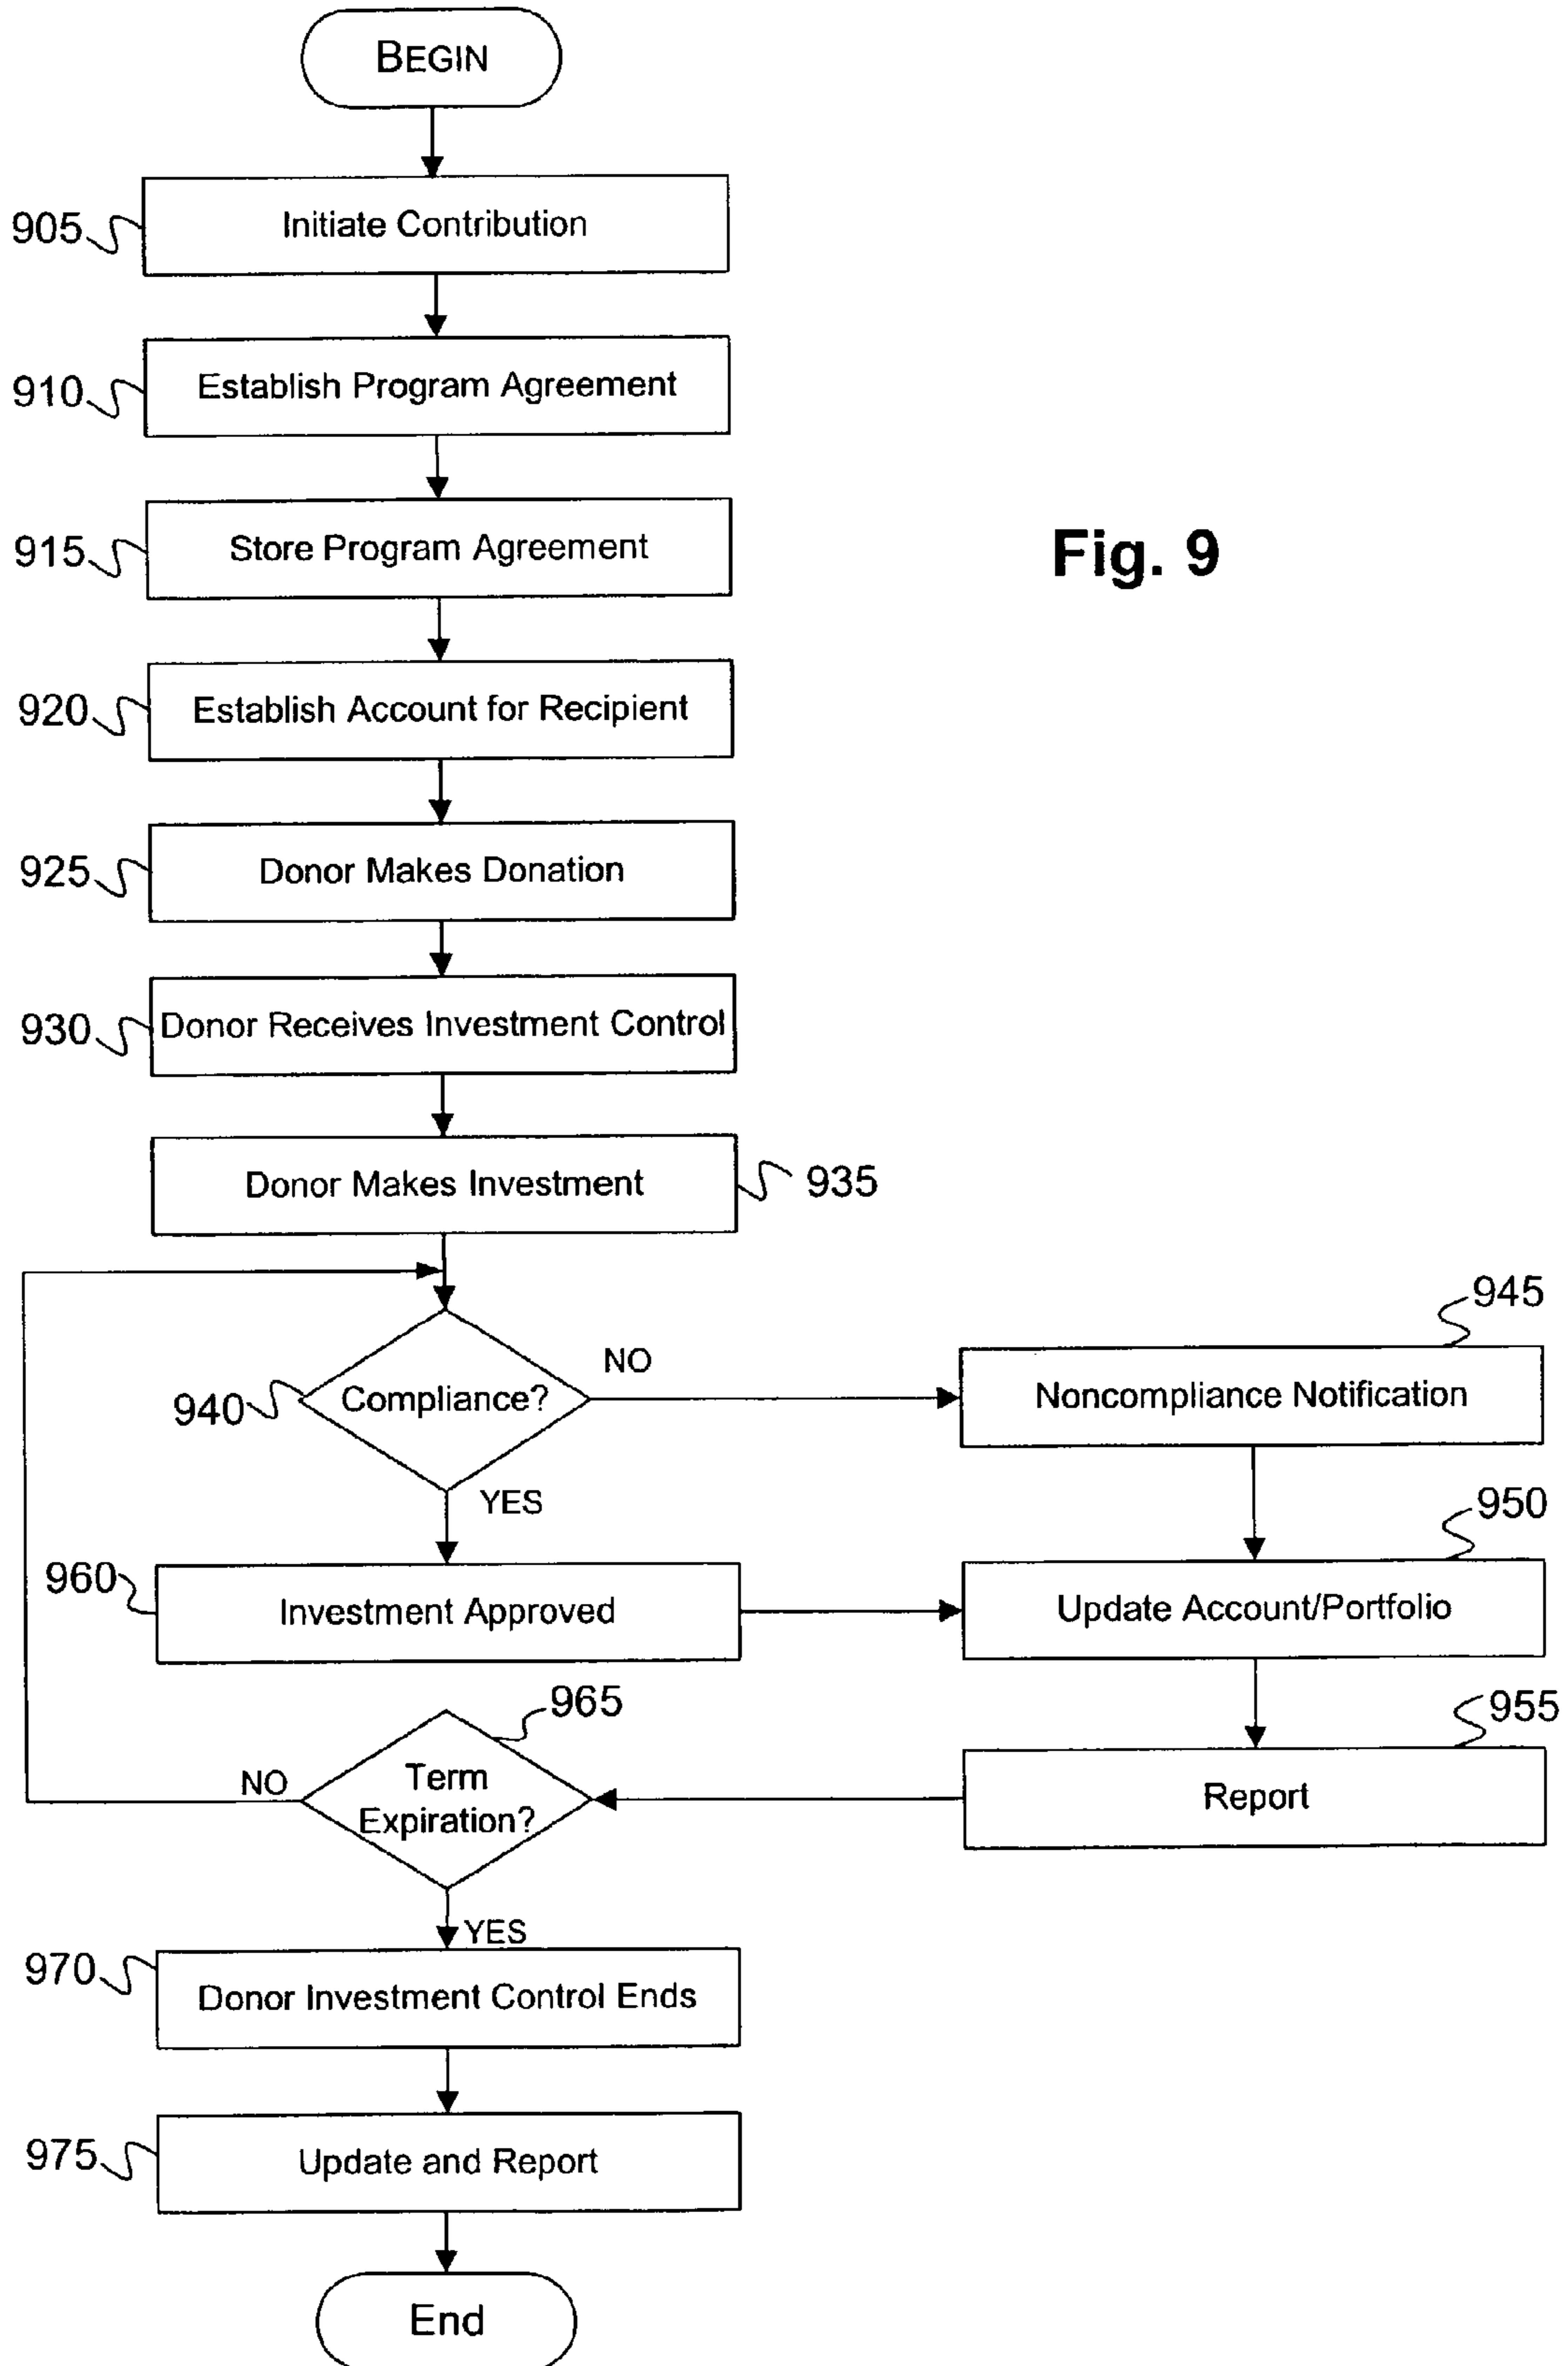 BEGIN
905
Initiate Contribution
910
Establish Program Agreement
915
Store Program Agreement
Fig. 9
920
Establish Account for Recipient
925
Donor Makes Donation
930
Donor Receives Investment Control
Donor Makes Investment
935
940
Compliance?
NO
YES
945
Noncompliance Notification
950
Update Account/Portfolio
960
Investment Approved
955
Report
965
Term
Expiration?
NO
YES
970
Donor Investment Control Ends
975
Update and Report
End